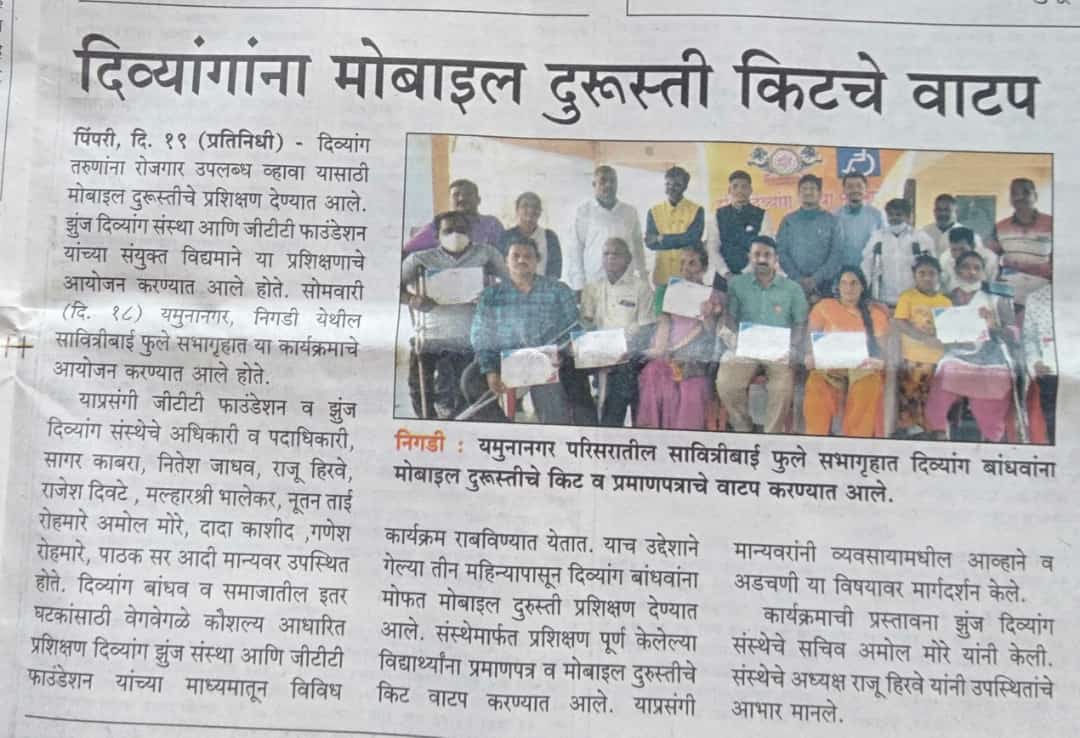 दिव्यांगांना मोबाइल दुरूस्ती किटचे वाटप
पिंपरी, दि. १९ (प्रतिनिधी) - दिव्यांग
तरुणांना रोजगार उपलब्ध व्हावा यासाठी
मोबाइल दुरूस्तीचे प्रशिक्षण देण्यात आले.
झुंज दिव्यांग संस्था आणि जीटीटी फाउंडेशन
यांच्या संयुक्त विद्यमाने या प्रशिक्षणाचे
आयोजन करण्यात आले होते. सोमवारी
(दि. १८) यमुनानगर, निगडी येथील
सावित्रीबाई फुले सभागृहात या कार्यक्रमाचे
आयोजन करण्यात आले होते.
याप्रसंगी जीटीटी फाउंडेशन व झुंज
दिव्यांग संस्थेचे अधिकारी व पदाधिकारी,
सागर काबरा, नितेश जाधव, राजू हिरवे,
राजेश दिवटे , मल्हारश्री भालेकर, नूतन ताई
रोहमारे अमोल मोरे, दादा काशीद ,गणेश
रोहमारे, पाठक सर आदी मान्यवर उपस्थित
होते. दिव्यांग बांधव व समाजातील इतर
घटकांसाठी वेगवेगळे कौशल्य आधारित
प्रशिक्षण दिव्यांग झुंज संस्था आणि जीटीटी
फाउंडेशन यांच्या माध्यमातून विविध
निगडी : यमुनानगर परिसरातील सावित्रीबाई फुले सभागृहात दिव्यांग बांधवांना
मोबाइल दुरूस्तीचे किट व प्रमाणपत्राचे वाटप करण्यात आले.
कार्यक्रम राबविण्यात येतात. याच उद्देशाने
गेल्या तीन महिन्यापासून दिव्यांग बांधवांना
मोफत मोबाइल दुरुस्ती प्रशिक्षण देण्यात
आले. संस्थेमार्फत प्रशिक्षण पूर्ण केलेल्या
विद्यार्थ्यांना प्रमाणपत्र व मोबाइल दुरुस्तीचे
किट वाटप करण्यात आले. याप्रसंगी
मान्यवरांनी व्यवसायामधील आव्हाने व
अडचणी या विषयावर मार्गदर्शन केले.
कार्यक्रमाची प्रस्तावना झुंज दिव्यांग
संस्थेचे सचिव अमोल मोरे यांनी केली.
संस्थेचे अध्यक्ष राजू हिरवे यांनी उपस्थितांचे
आभार मानले.